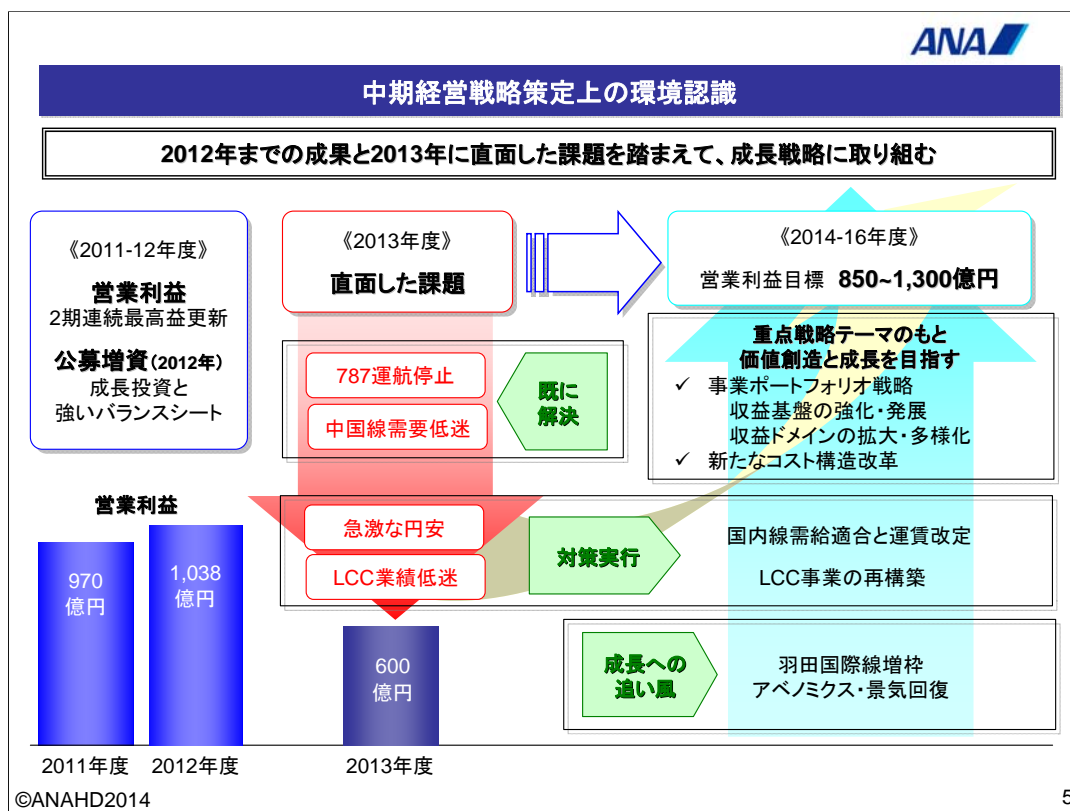 ANA
中期経営戦略策定上の環境認識
2012年までの成果と2013年に直面した課題を踏まえて、成長戦略に取り組む
《2011-12年度》
営業利益
2期連続最高益更新
公募増資(2012年)
成長投資と
強いバランスシート
《2013年度》
直面した課題
《2014-16年度》
営業利益目標 850~1,300億円
787運航停止
中国線需要低迷
既に
解決
重点戦略テーマのもと
価値創造と成長を目指す
✓ 事業ポートフォリオ戦略
収益基盤の強化・発展
収益ドメインの拡大・多様化
✓ 新たなコスト構造改革
急激な円安
LCC業績低迷
対策実行
国内線需給適合と運賃改定
LCC事業の再構築
成長への
追い風
羽田国際線増枠
アベノミクス・景気回復
営業利益
970
億円
1,038
億円
600
億円
2011年度
2012年度
2013年度
©ANAHD2014
5